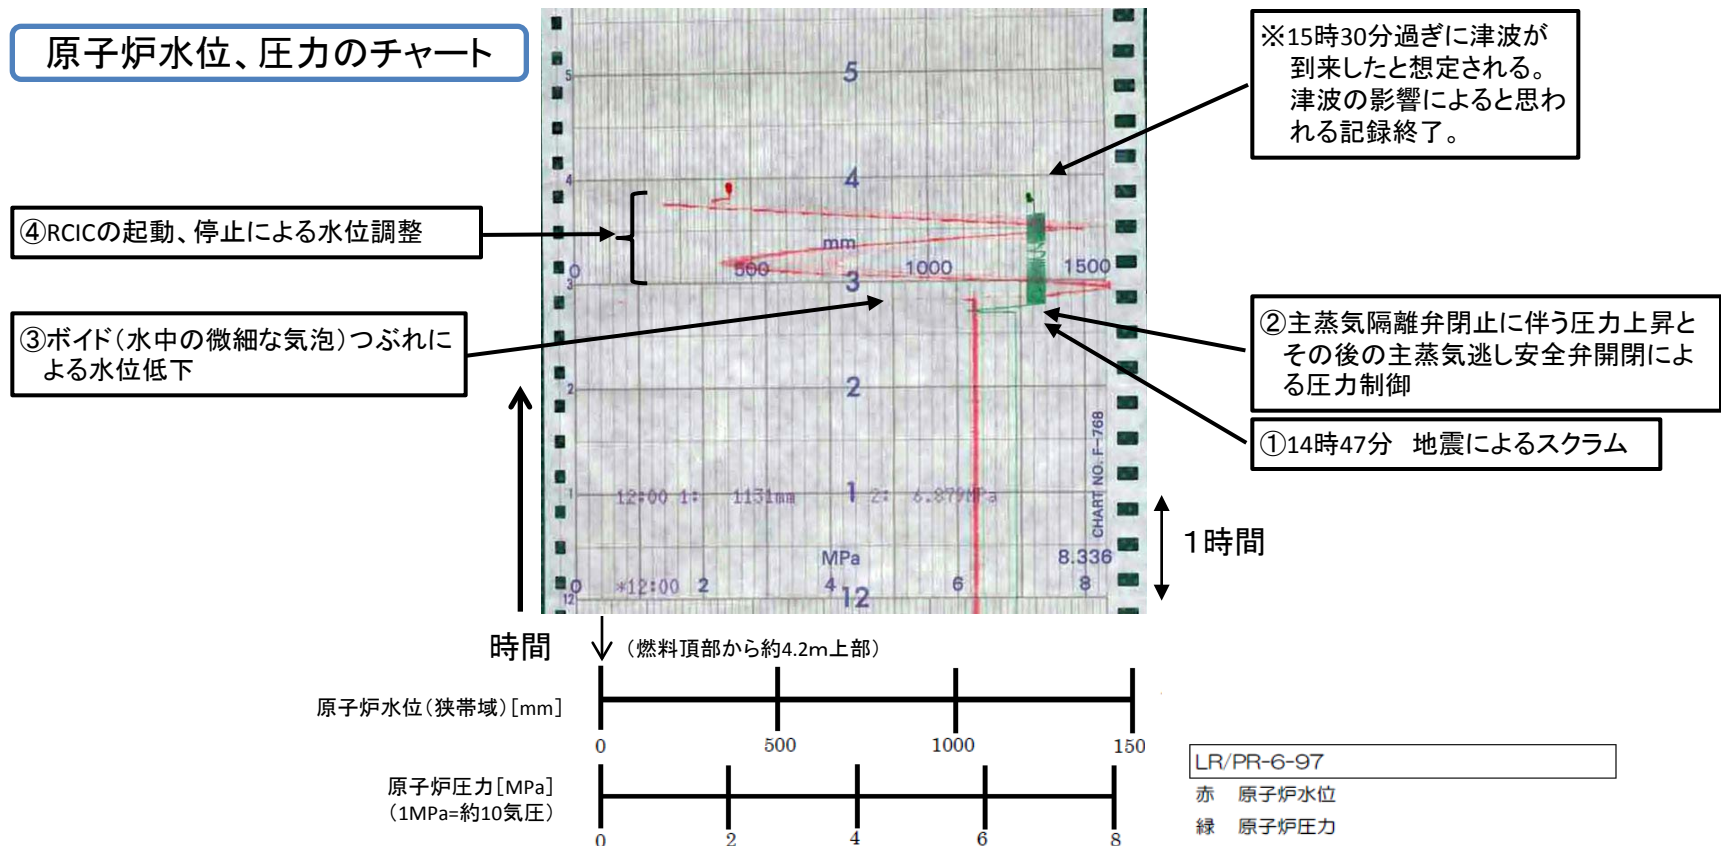 原子炉水位、圧力のチャート
※15時30分過ぎに津波が
到来したと想定される。
津波の影響によると思わ
れる記録終了。
④RCICの起動、停止による水位調整
③ボイド(水中の微細な気泡)つぶれに
よる水位低下
②主蒸気隔離弁閉止に伴う圧力上昇と
その後の主蒸気逃し安全弁開閉によ
る圧力制御
①14時47分 地震によるスクラム
5
5
4
4
mm
0
500
1000
1500
3
3
2
2
1
12:00 1: 1131mm
1
2: 6.879MPa
CHART NO. F-768
MPa
8.336
0
*12:00
2
4
6
8
12
12
1時間
時間
(燃料頂部から約4.2m上部)
原子炉水位(狭帯域)[mm]
0
500
1000
150
原子炉圧力[MPa]
(1MPa=約10気圧)
0
2
4
6
8
LR/PR-6-97
赤 原子炉水位
緑 原子炉圧力